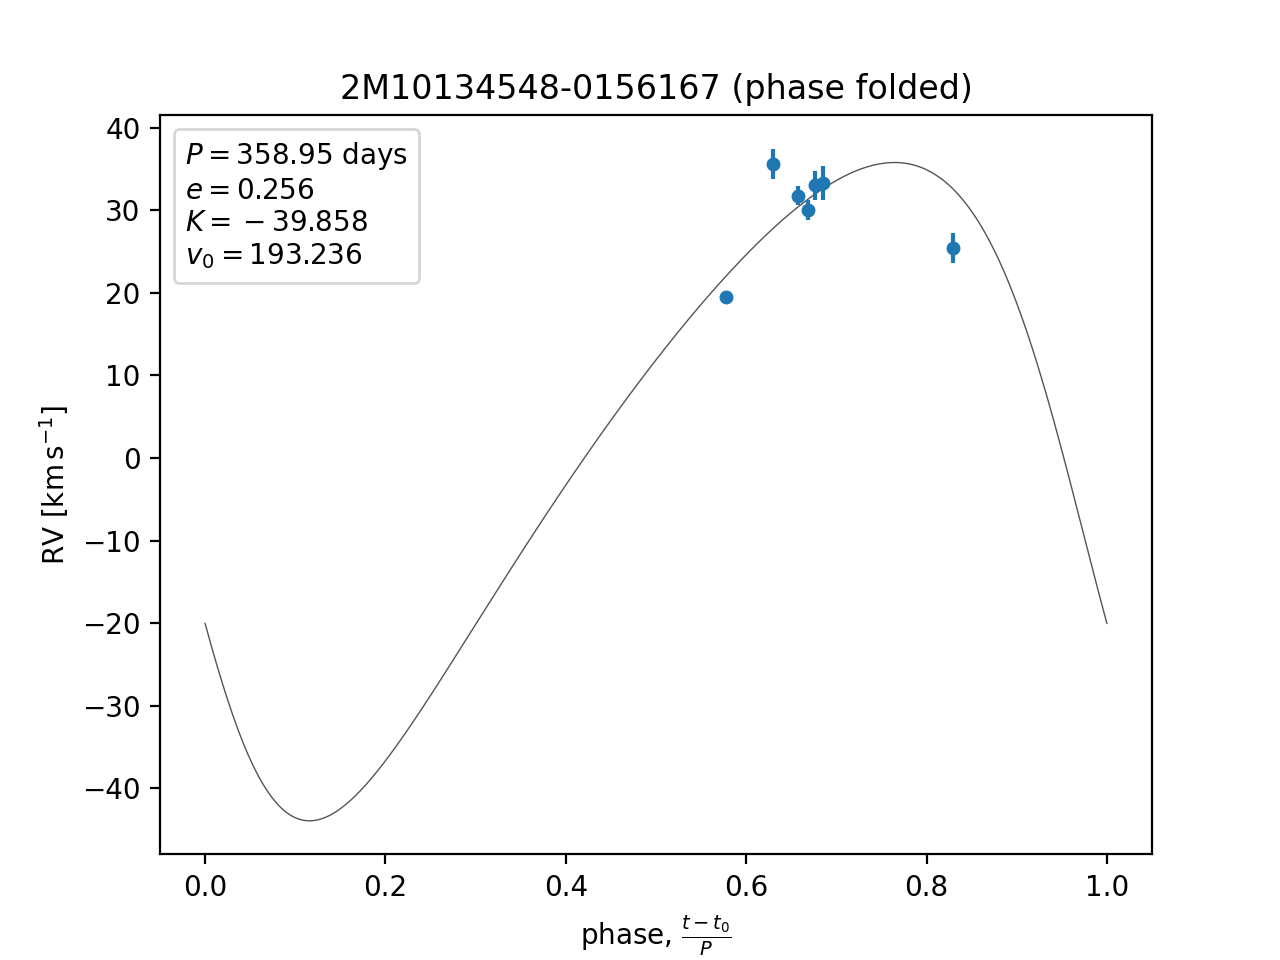 2M10134548-0156167 (phase folded)
P = 358.95 days
e = 0.256
K = −39.858
v₀ = 193.236
40
30
20
10
0
−10
−20
−30
−40
RV [km s⁻¹]
0.0 0.2 0.4 0.6 0.8 1.0
phase, (t − t₀)/P